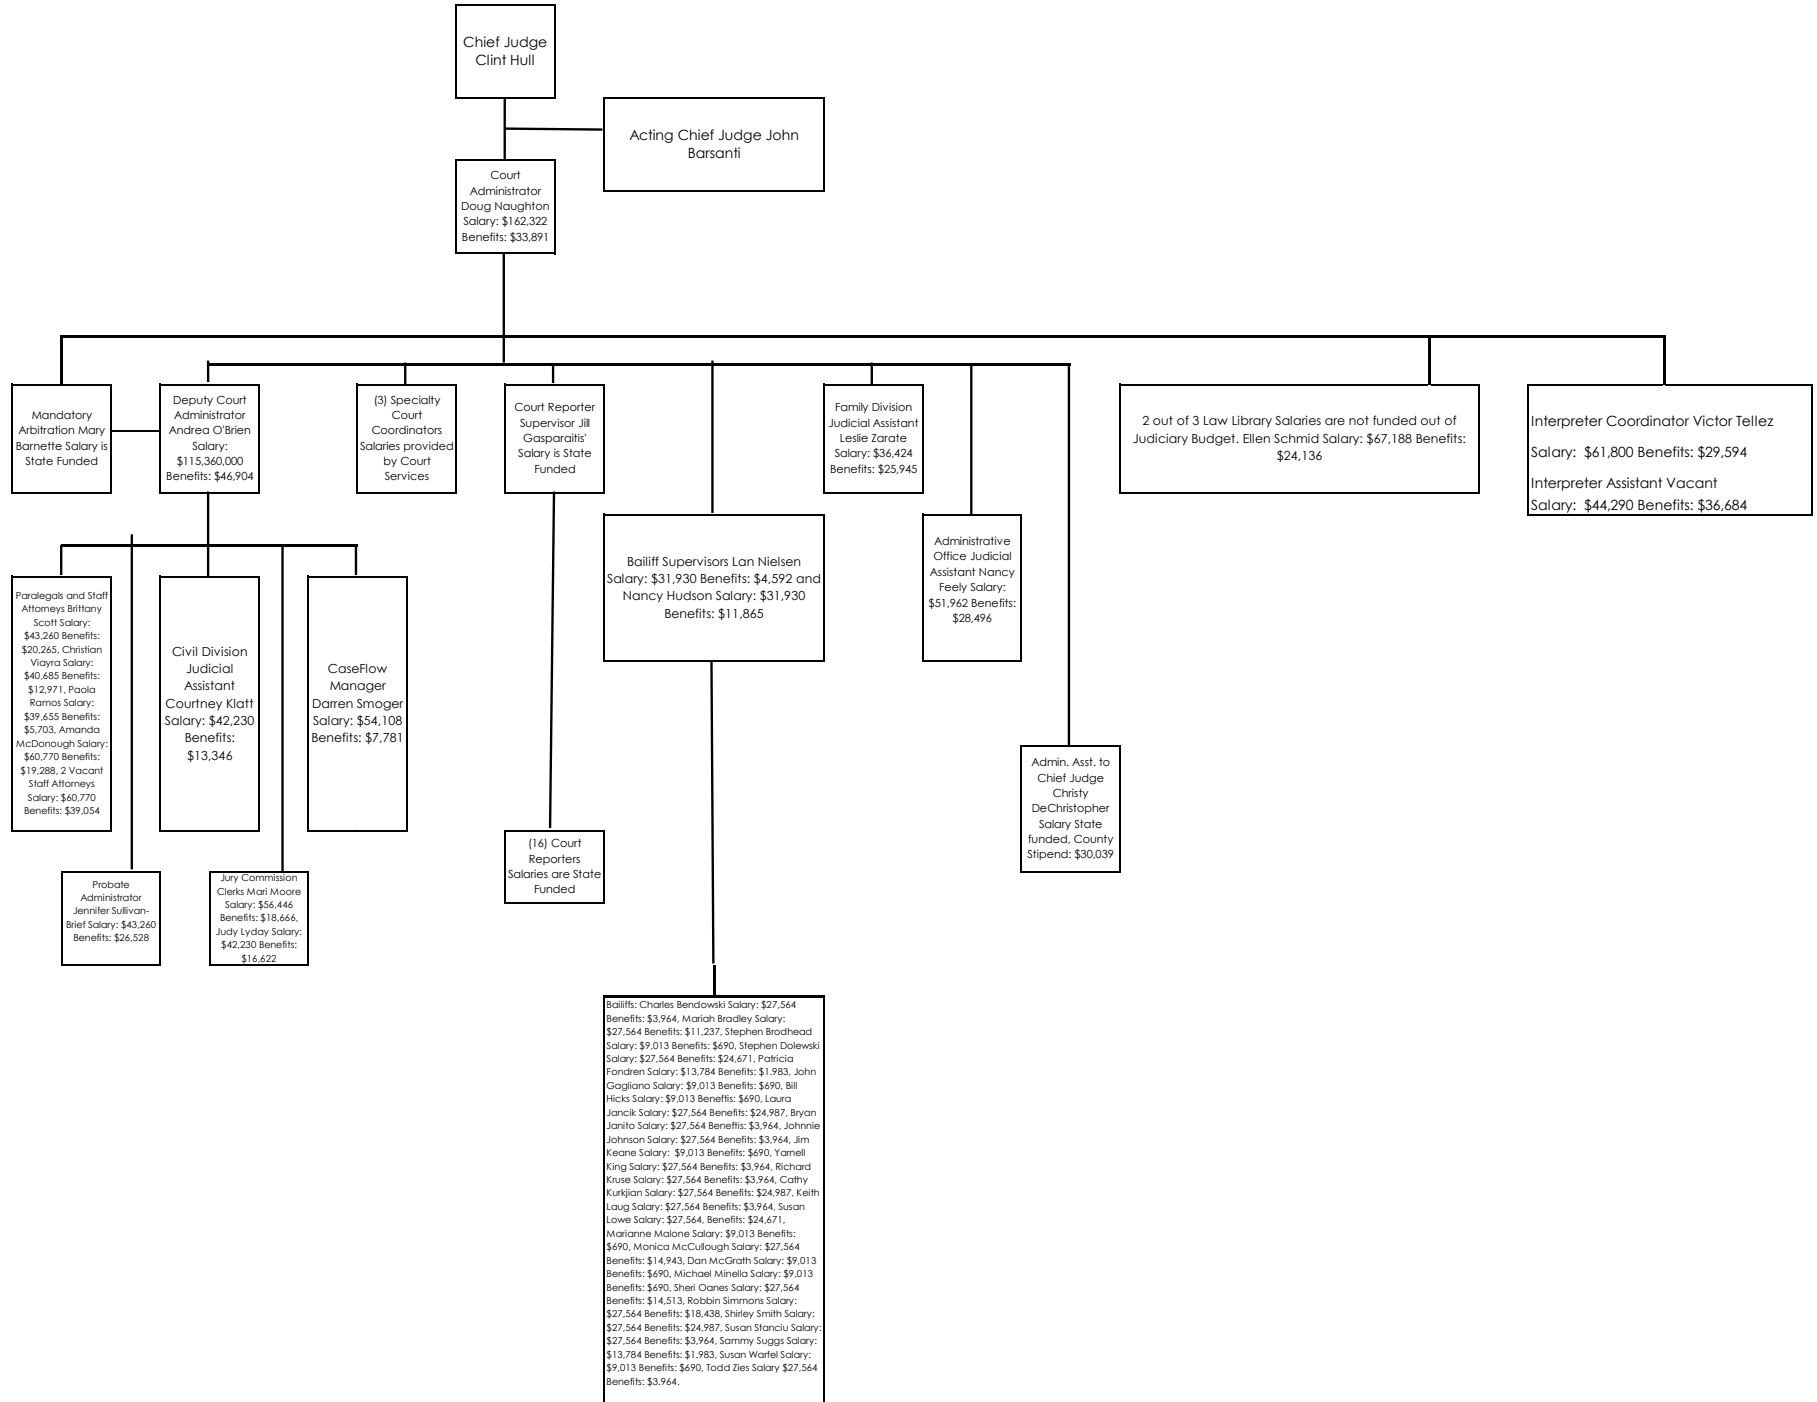 Chief Judge
Clint Hull
Acting Chief Judge John
Barsanti
Court
Administrator
Doug Naughton
Salary: $162,322
Benefits: $33,891
Mandatory
Arbitration Mary
Barnette Salary is
State Funded
Deputy Court
Administrator
Andrea O'Brien
Salary:
$115,360,000
Benefits: $46,904
(3) Specialty
Court
Coordinators
Salaries provided
by Court
Services
Court Reporter
Supervisor Jill
Gasparaitis'
Salary is State
Funded
Family Division
Judicial Assistant
Leslie Zarate
Salary: $36,424
Benefits: $25,945
2 out of 3 Law Library Salaries are not funded out of
Judiciary Budget. Ellen Schmid Salary: $67,188 Benefits:
$24,136
Interpreter Coordinator Victor Tellez
Salary:  $61,800 Benefits: $29,594
Interpreter Assistant Vacant
Salary:  $44,290 Benefits: $36,684
Bailiff Supervisors Lan Nielsen
Salary: $31,930 Benefits: $4,592 and
Nancy Hudson Salary: $31,930
Benefits: $11,865
Administrative
Office Judicial
Assistant Nancy
Feely Salary:
$51,962 Benefits:
$28,496
Paralegals and Staff
Attorneys Brittany
Scott Salary:
$43,260 Benefits:
$20,265, Christian
Viayra Salary:
$40,685 Benefits:
$12,971, Paola
Ramos Salary:
$39,655 Benefits:
$5,703, Amanda
McDonough Salary:
$60,770 Benefits:
$19,288, 2 Vacant
Staff Attorneys
Salary: $60,770
Benefits: $39,054
Civil Division
Judicial
Assistant
Courtney Klatt
Salary: $42,230
Benefits:
$13,346
CaseFlow
Manager
Darren Smoger
Salary: $54,108
Benefits: $7,781
Admin. Asst. to
Chief Judge
Christy
DeChristopher
Salary State
funded, County
Stipend: $30,039
(16) Court
Reporters
Salaries are State
Funded
Probate
Administrator
Jennifer Sullivan-
Brief Salary: $43,260
Benefits: $26,528
Jury Commission
Clerks Mari Moore
Salary: $56,446
Benefits: $18,666,
Judy Lyday Salary:
$42,230 Benefits:
$16,622
Bailiffs: Charles Bendowski Salary: $27,564
Benefits: $3,964, Mariah Bradley Salary:
$27,564 Benefits: $11,237, Stephen Brodhead
Salary: $9,013 Benefits: $690, Stephen Dolewski
Salary: $27,564 Benefits: $24,671, Patricia
Fondren Salary: $13,784 Benefits: $1,983, John
Gagliano Salary: $9,013 Benefits: $690, Bill
Hicks Salary: $9,013 Beneftis: $690, Laura
Jancik Salary: $27,564 Benefits: $24,987, Bryan
Janito Salary: $27,564 Beneftis: $3,964, Johnnie
Johnson Salary: $27,564 Benefits: $3,964, Jim
Keane Salary:  $9,013 Benefits: $690, Yarnell
King Salary: $27,564 Benefits: $3,964, Richard
Kruse Salary: $27,564 Benefits: $3,964, Cathy
Kurkjian Salary: $27,564 Benefits: $24,987, Keith
Laug Salary: $27,564 Benefits: $3,964, Susan
Lowe Salary: $27,564, Benefits: $24,671,
Marianne Malone Salary: $9,013 Benefits:
$690, Monica McCullough Salary: $27,564
Benefits: $14,943, Dan McGrath Salary: $9,013
Benefits: $690, Michael Minella Salary: $9,013
Benefits: $690, Sheri Oanes Salary: $27,564
Benefits: $14,513, Robbin Simmons Salary:
$27,564 Benefits: $18,438, Shirley Smith Salary:
$27,564 Benefits: $24,987, Susan Stanciu Salary:
$27,564 Benefits: $3,964, Sammy Suggs Salary:
$13,784 Benefits: $1,983, Susan Warfel Salary:
$9,013 Benefits: $690, Todd Zies Salary $27,564
Benefits: $3,964.